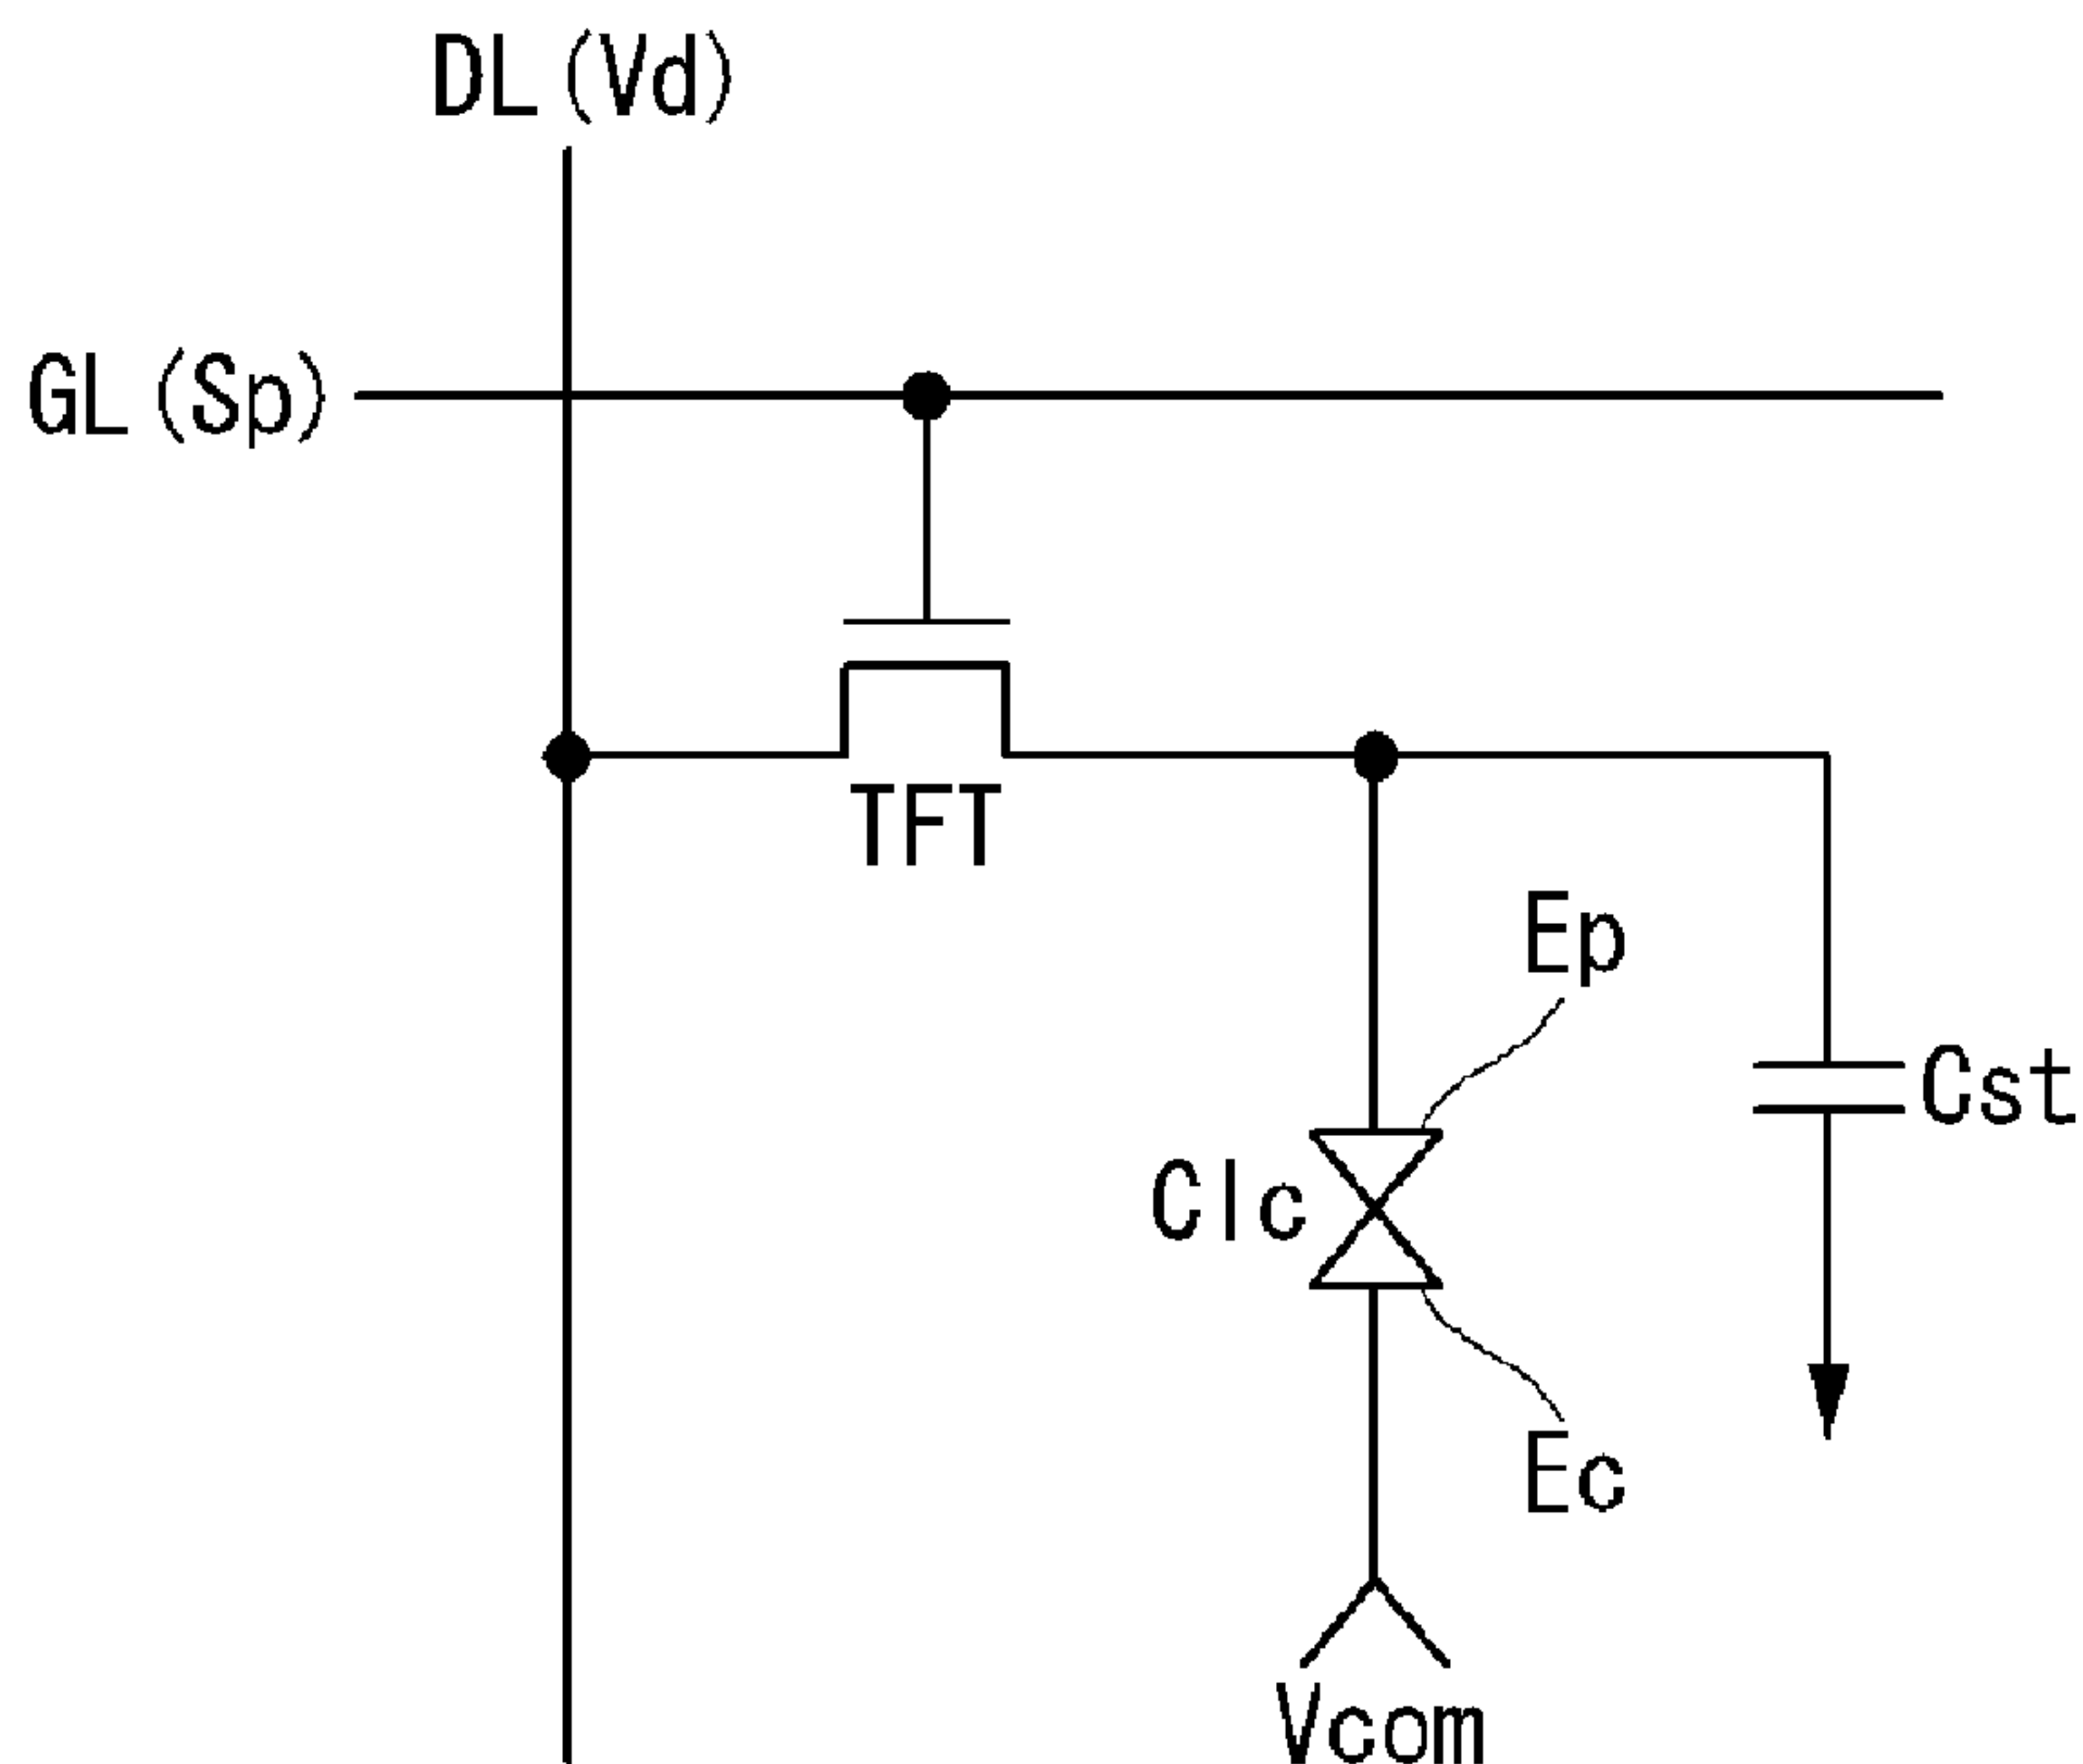 DL(Vd)
GL(Sp)
TFT
Ep
Cst
Clc
Ec
Vcom